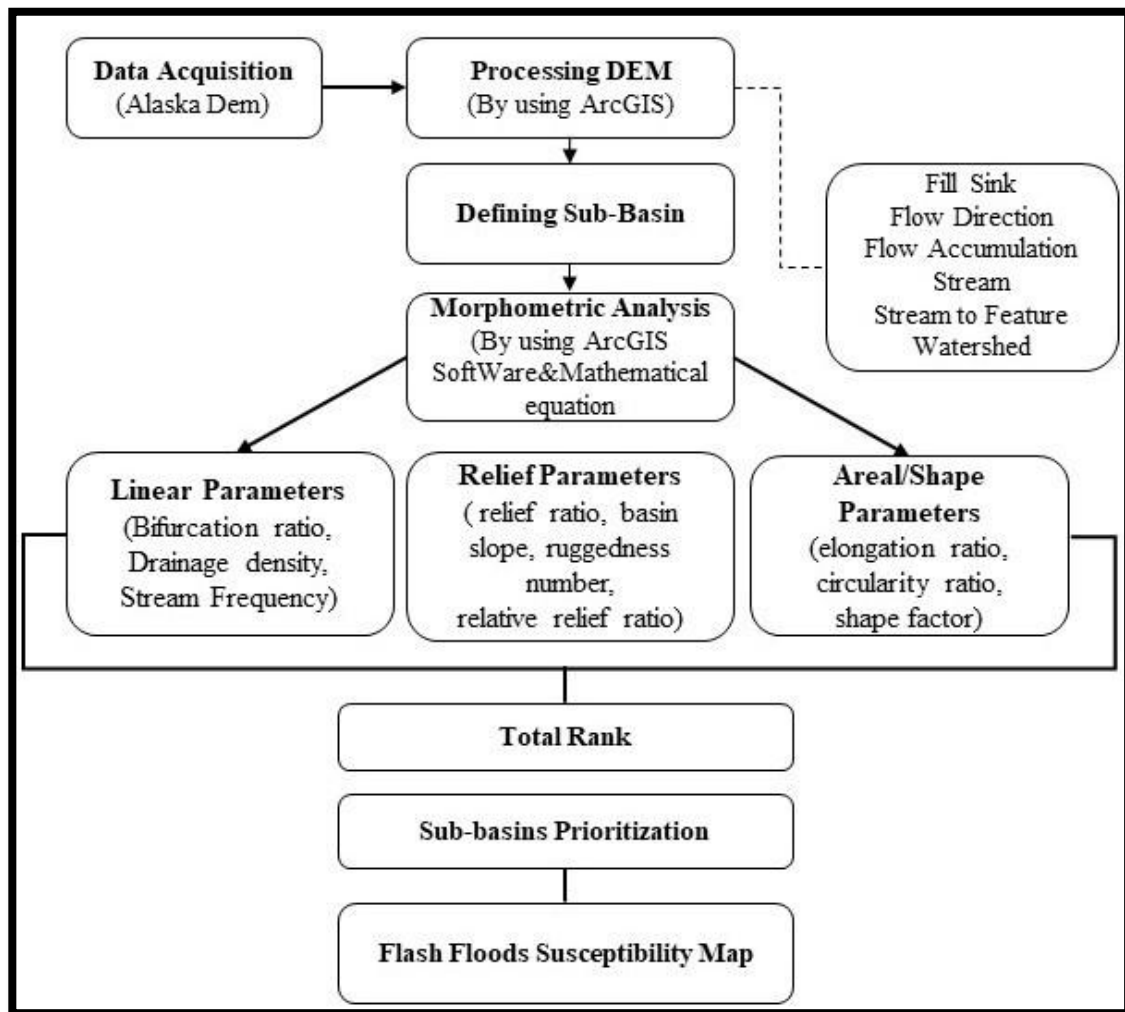 Data Acquisition
(Alaska Dem)
Processing DEM
(By using ArcGIS)
Defining Sub-Basin
Fill Sink
Flow Direction
Flow Accumulation
Stream
Stream to Feature
Watershed
Morphometric Analysis
(By using ArcGIS
SoftWare&Mathematical
equation
Linear Parameters
(Bifurcation ratio,
Drainage density,
Stream Frequency)
Relief Parameters
( relief ratio, basin
slope, ruggedness
number,
relative relief ratio)
Areal/Shape
Parameters
(elongation ratio,
circularity ratio,
shape factor)
Total Rank
Sub-basins Prioritization
Flash Floods Susceptibility Map